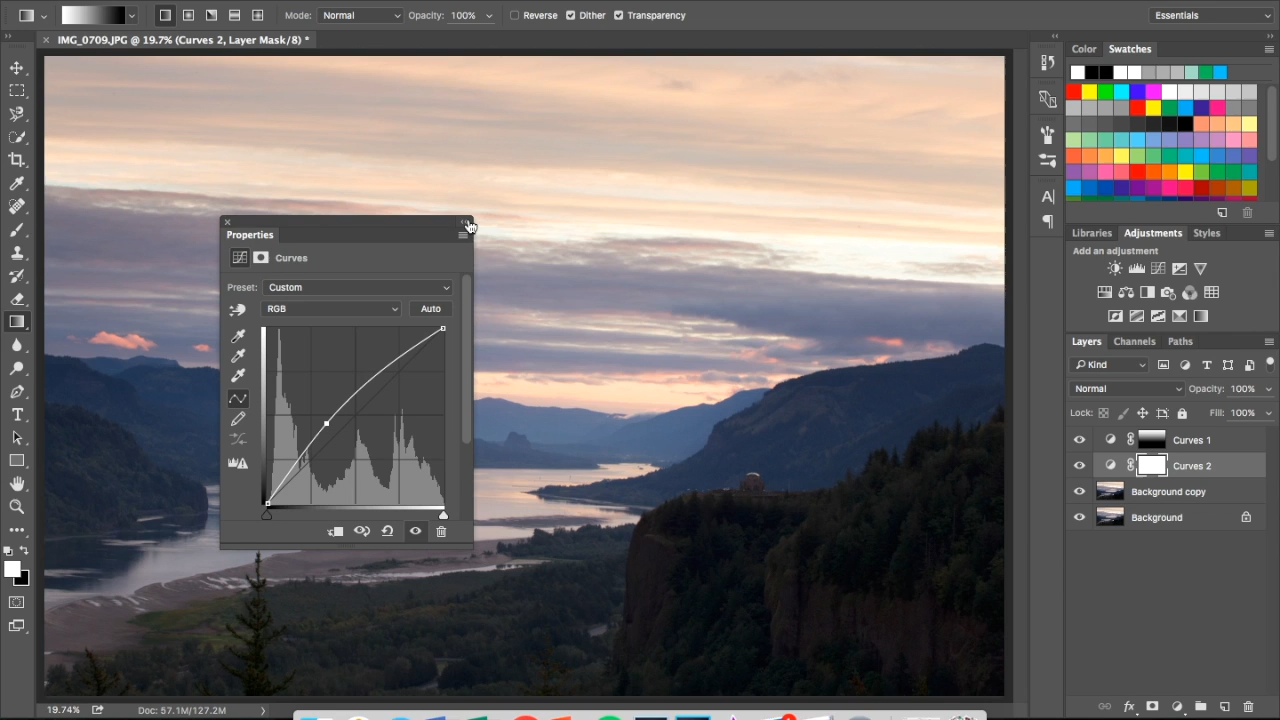 Mode: Normal Opacity: 100% Reverse Dither Transparency Essentials
IMG_0709.JPG @ 19.7% (Curves 2, Layer Mask/8) *
Color Swatches
Properties
Curves
Preset: Custom
RGB Auto
Libraries Adjustments Styles
Add an adjustment
Layers Channels Paths
Kind
Normal Opacity: 100%
Lock: Fill: 100%
Curves 1
Curves 2
Background copy
Background
fx
19.74% Doc: 57.1M/127.2M